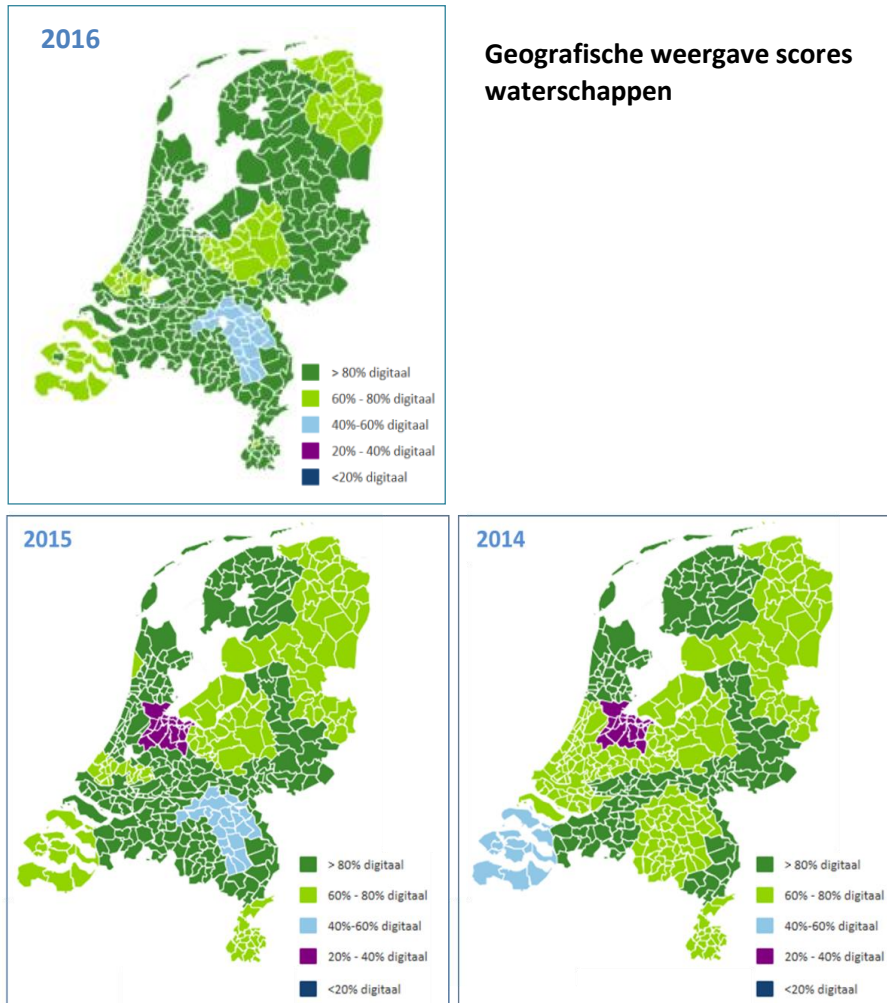 2016
Geografische weergave scores
waterschappen
> 80% digitaal
60% - 80% digitaal
40%-60% digitaal
20% - 40% digitaal
<20% digitaal
2015
> 80% digitaal
60% - 80% digitaal
40%-60% digitaal
20% - 40% digitaal
<20% digitaal
2014
> 80% digitaal
60% - 80% digitaal
40%-60% digitaal
20% - 40% digitaal
<20% digitaal